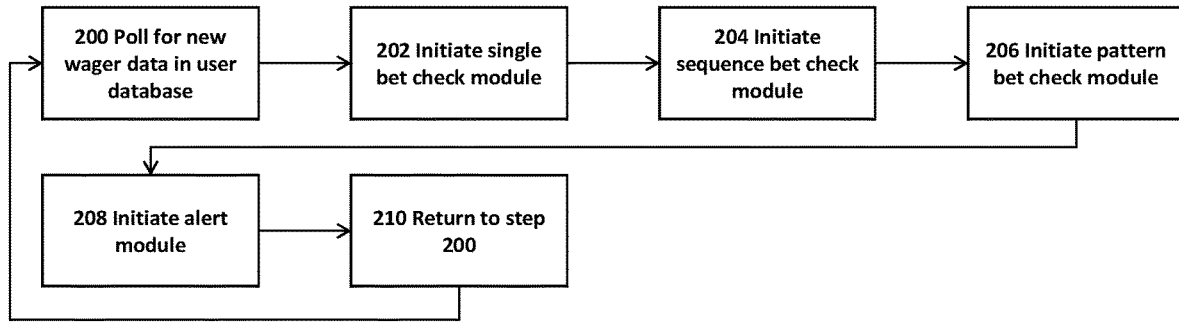 200 Poll for new
wager data in user
database
202 Initiate single
bet check module
204 Initiate
sequence bet check
module
206 Initiate pattern
bet check module
208 Initiate alert
module
210 Return to step
200